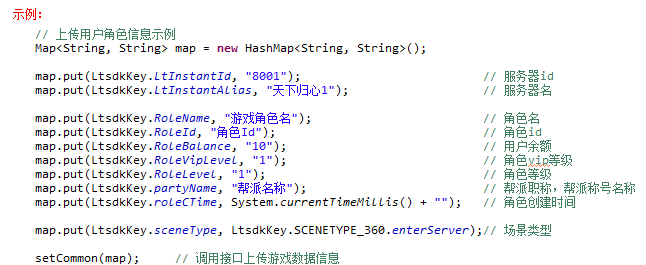 示例:
// 上传用户角色信息示例
Map<String, String> map = new HashMap<String, String>();
map.put(LtsdkKey.LtInstantId, "8001"); // 服务器id
map.put(LtsdkKey.LtInstantAlias, "天下归心1"); // 服务器名
map.put(LtsdkKey.RoleName, "游戏角色名"); // 角色名
map.put(LtsdkKey.RoleId, "角色Id"); // 角色id
map.put(LtsdkKey.RoleBalance, "10"); // 用户余额
map.put(LtsdkKey.RoleVipLevel, "1"); // 角色vip等级
map.put(LtsdkKey.RoleLevel, "1"); // 角色等级
map.put(LtsdkKey.partyName, "帮派名称"); // 帮派职称，帮派称号名称
map.put(LtsdkKey.roleCTime, System.currentTimeMillis() + ""); // 角色创建时间
map.put(LtsdkKey.sceneType, LtsdkKey.SCENETYPE_360.enterServer);// 场景类型
setCommon(map); // 调用接口上传游戏数据信息